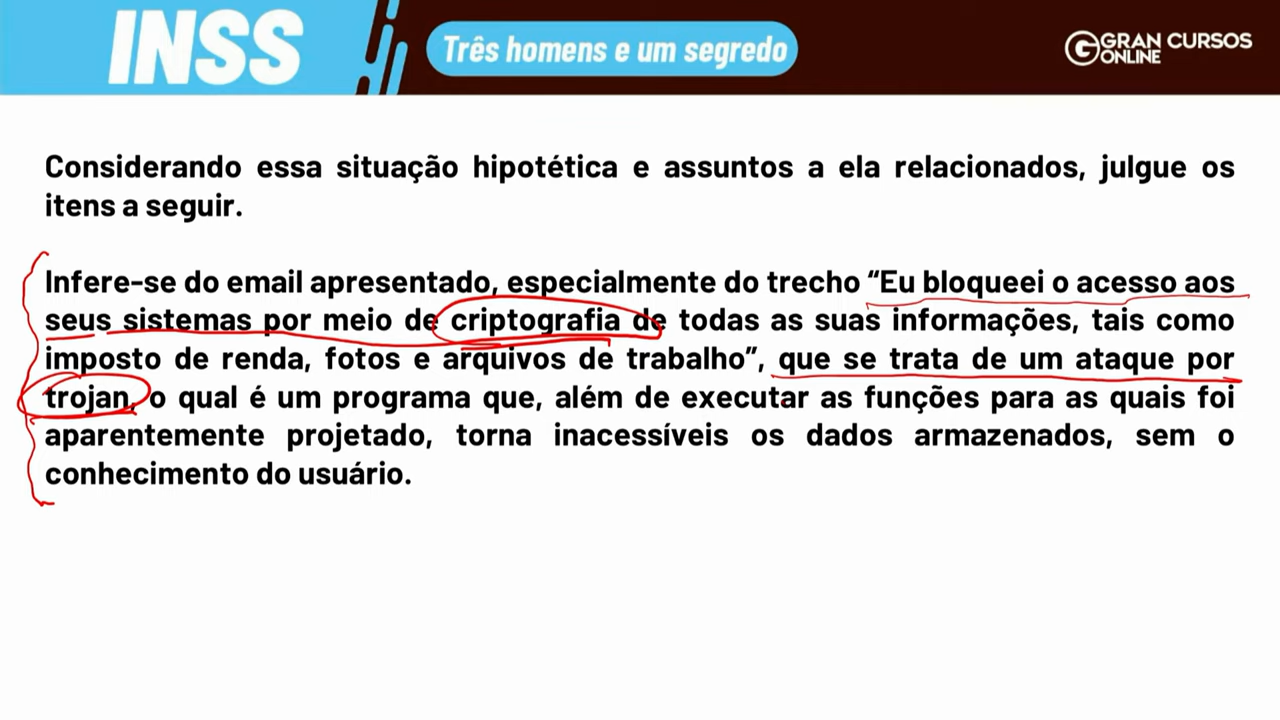 INSS
Três homens e um segredo
GRAN CURSOS
ONLINE
Considerando essa situação hipotética e assuntos a ela relacionados, julgue os
itens a seguir.
Infere-se do email apresentado, especialmente do trecho “Eu bloqueei o acesso aos
seus sistemas por meio de criptografia de todas as suas informações, tais como
imposto de renda, fotos e arquivos de trabalho”, que se trata de um ataque por
trojan, o qual é um programa que, além de executar as funções para as quais foi
aparentemente projetado, torna inacessíveis os dados armazenados, sem o
conhecimento do usuário.